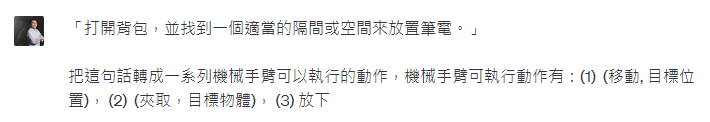 「打開背包，並找到一個適當的隔間或空間來放置筆電。」
把這句話轉成一系列機械手臂可以執行的動作，機械手臂可執行動作有：(1) (移動, 目標位
置)， (2) (夾取，目標物體)， (3) 放下